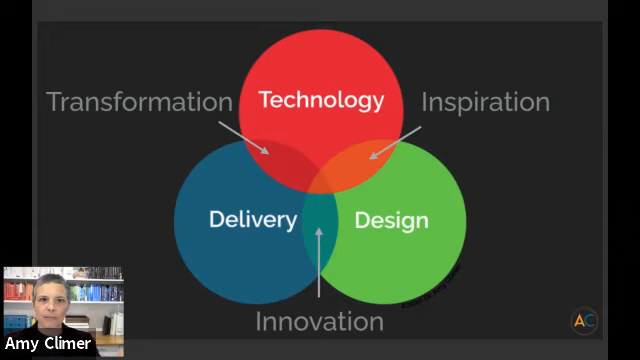 Transformation
Technology
Inspiration
Delivery
Design
Innovation
Amy Climer
AC